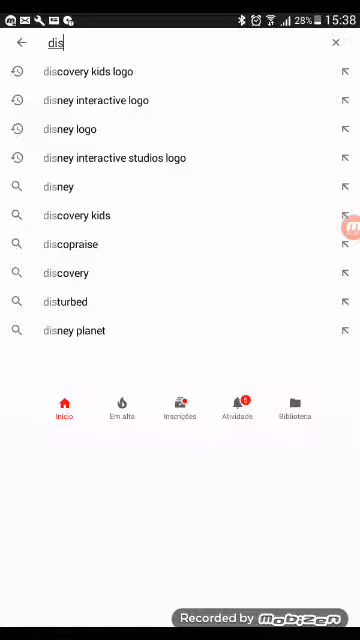 28% 15:38
dis
discovery kids logo
disney interactive logo
disney logo
disney interactive studios logo
disney
discovery kids
discopraise
discovery
disturbed
disney planet
5
Início Em alta Inscrições Atividade Biblioteca
Recorded by mobizen